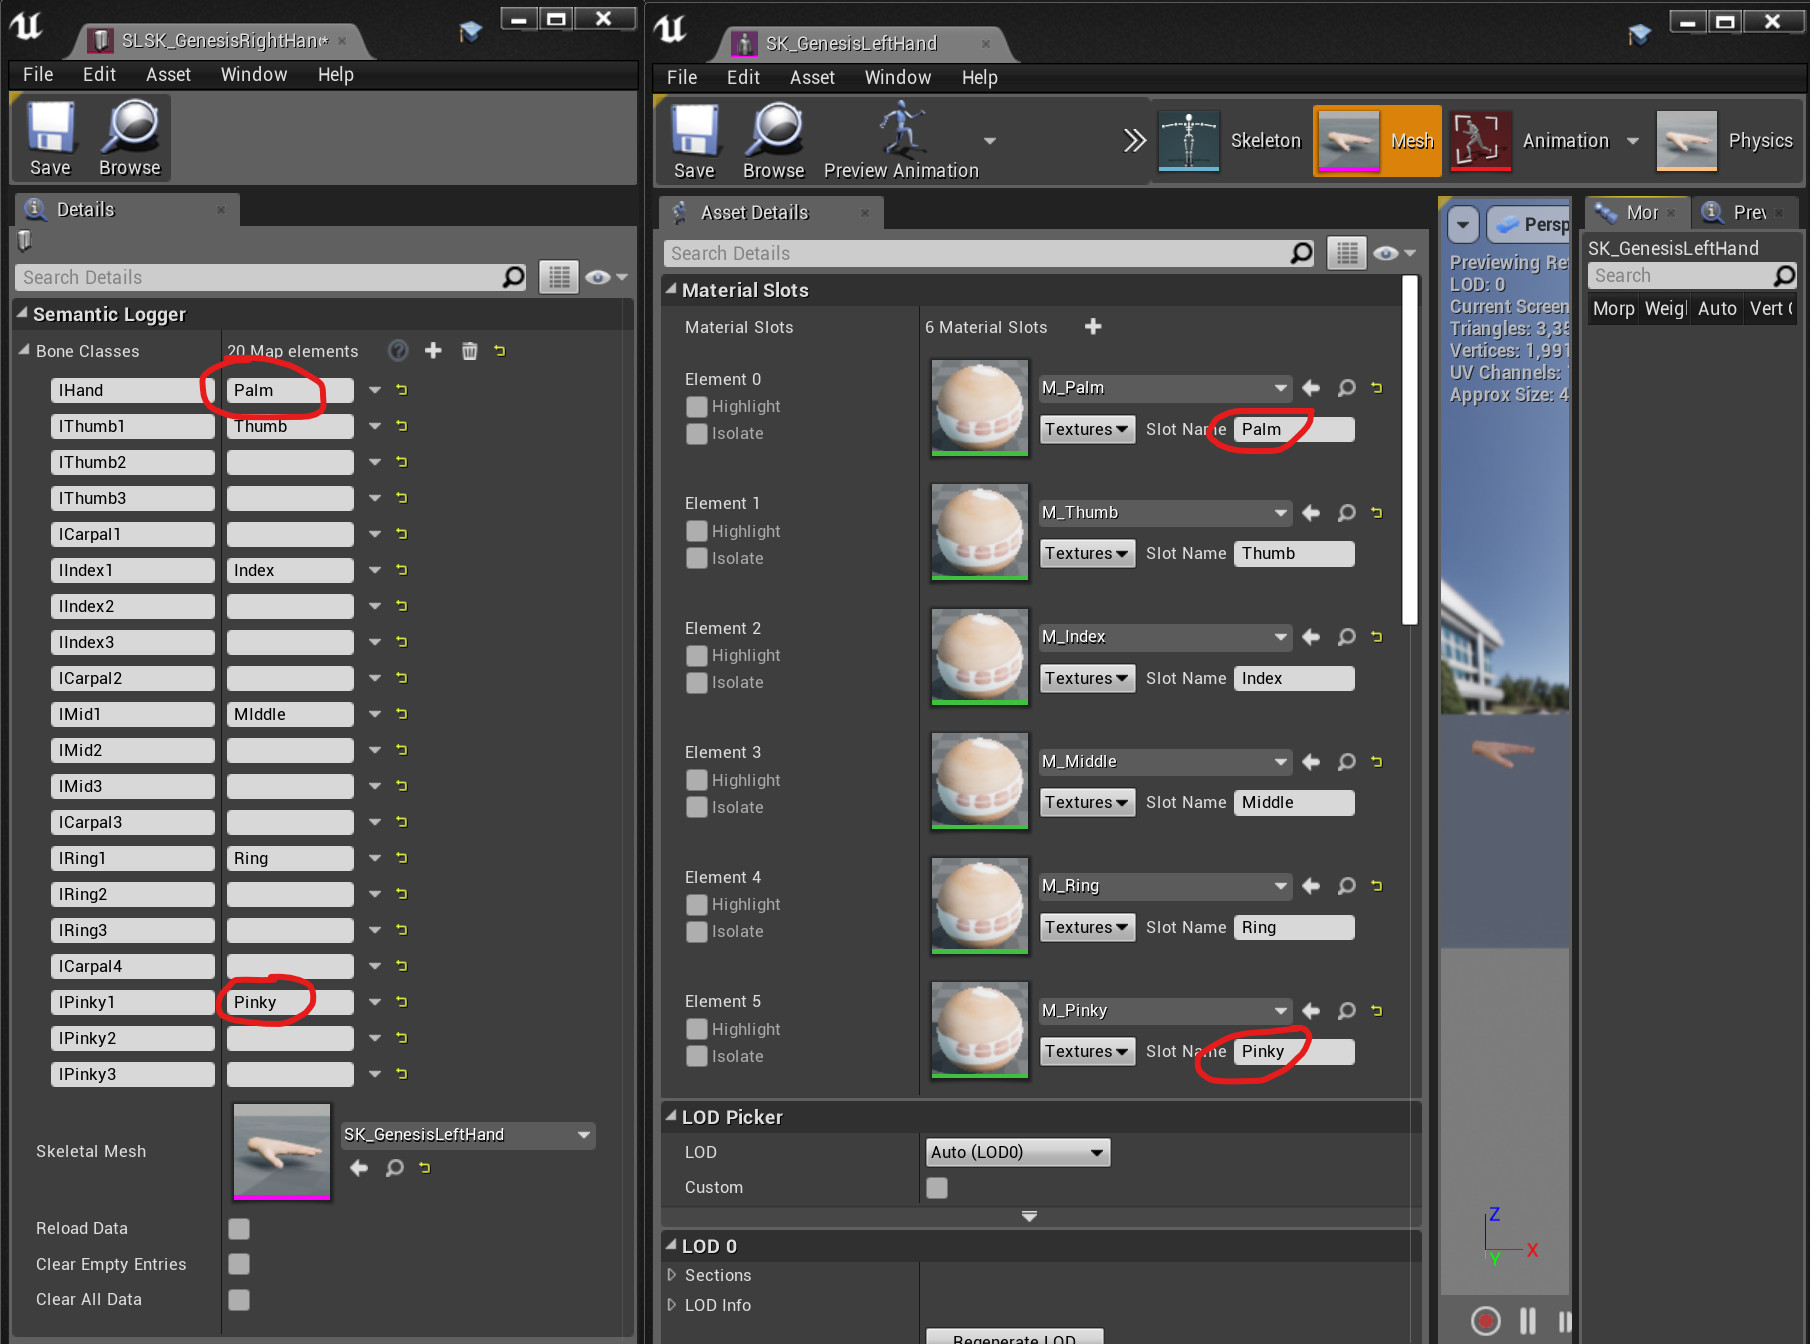 SLSK_GenesisRightHan
File Edit Asset Window Help
Save Browse
Details
Search Details
Semantic Logger
Bone Classes 20 Map elements
lHand Palm
lThumb1 Thumb
lThumb2
lThumb3
lCarpal1
lIndex1 Index
lIndex2
lIndex3
lCarpal2
lMid1 MIddle
lMid2
lMid3
lCarpal3
lRing1 Ring
lRing2
lRing3
lCarpal4
lPinky1 Pinky
lPinky2
lPinky3
Skeletal Mesh SK_GenesisLeftHand
Reload Data
Clear Empty Entries
Clear All Data
SK_GenesisLeftHand
File Edit Asset Window Help
Save Browse Preview Animation Skeleton Mesh Animation Physics
Asset Details
Search Details
Material Slots
Material Slots 6 Material Slots
Element 0 M_Palm
Highlight
Textures Slot Name Palm
Isolate
Element 1 M_Thumb
Highlight
Textures Slot Name Thumb
Isolate
Element 2 M_Index
Highlight
Textures Slot Name Index
Isolate
Element 3 M_Middle
Highlight
Textures Slot Name Middle
Isolate
Element 4 M_Ring
Highlight
Textures Slot Name Ring
Isolate
Element 5 M_Pinky
Highlight
Textures Slot Name Pinky
Isolate
LOD Picker
LOD Auto (LOD0)
Custom
LOD 0
Sections
LOD Info
Regenerate LOD
Persp
Previewing Re
LOD: 0
Current Screen
Triangles: 3,35
Vertices: 1,991
UV Channels:
Approx Size: 4
Z
X
Y
Mor Prev
SK_GenesisLeftHand
Search
Morp Weigl Auto Vert